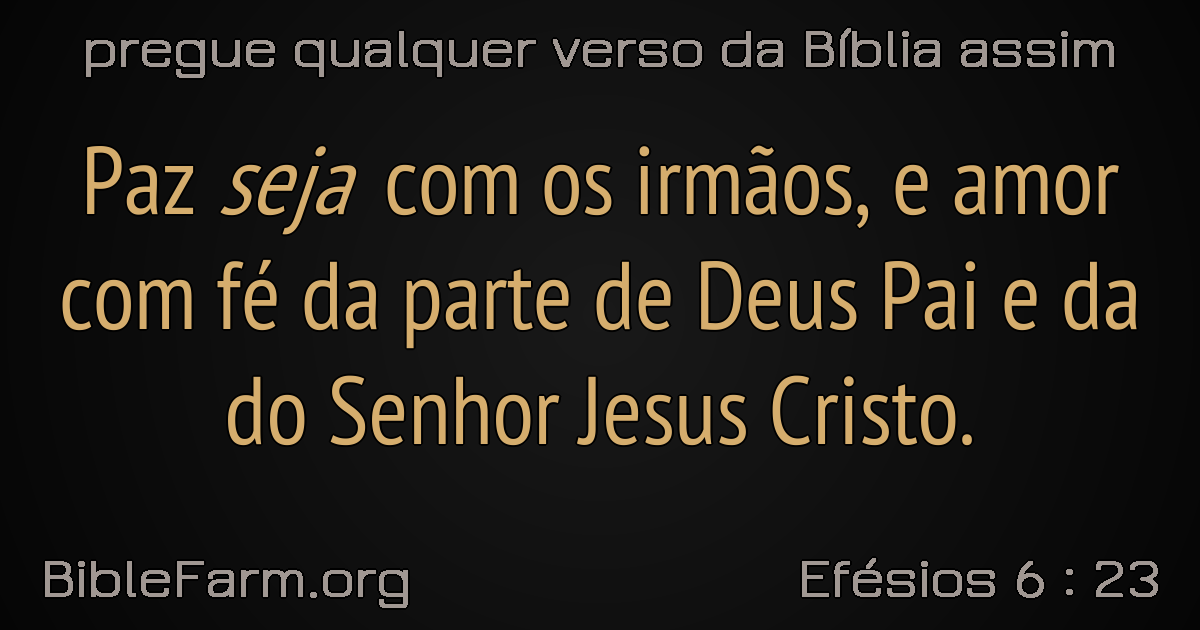 pregue qualquer verso da Bíblia assim
Paz seja com os irmãos, e amor
com fé da parte de Deus Pai e da
do Senhor Jesus Cristo.
BibleFarm.org
Efésios 6 : 23